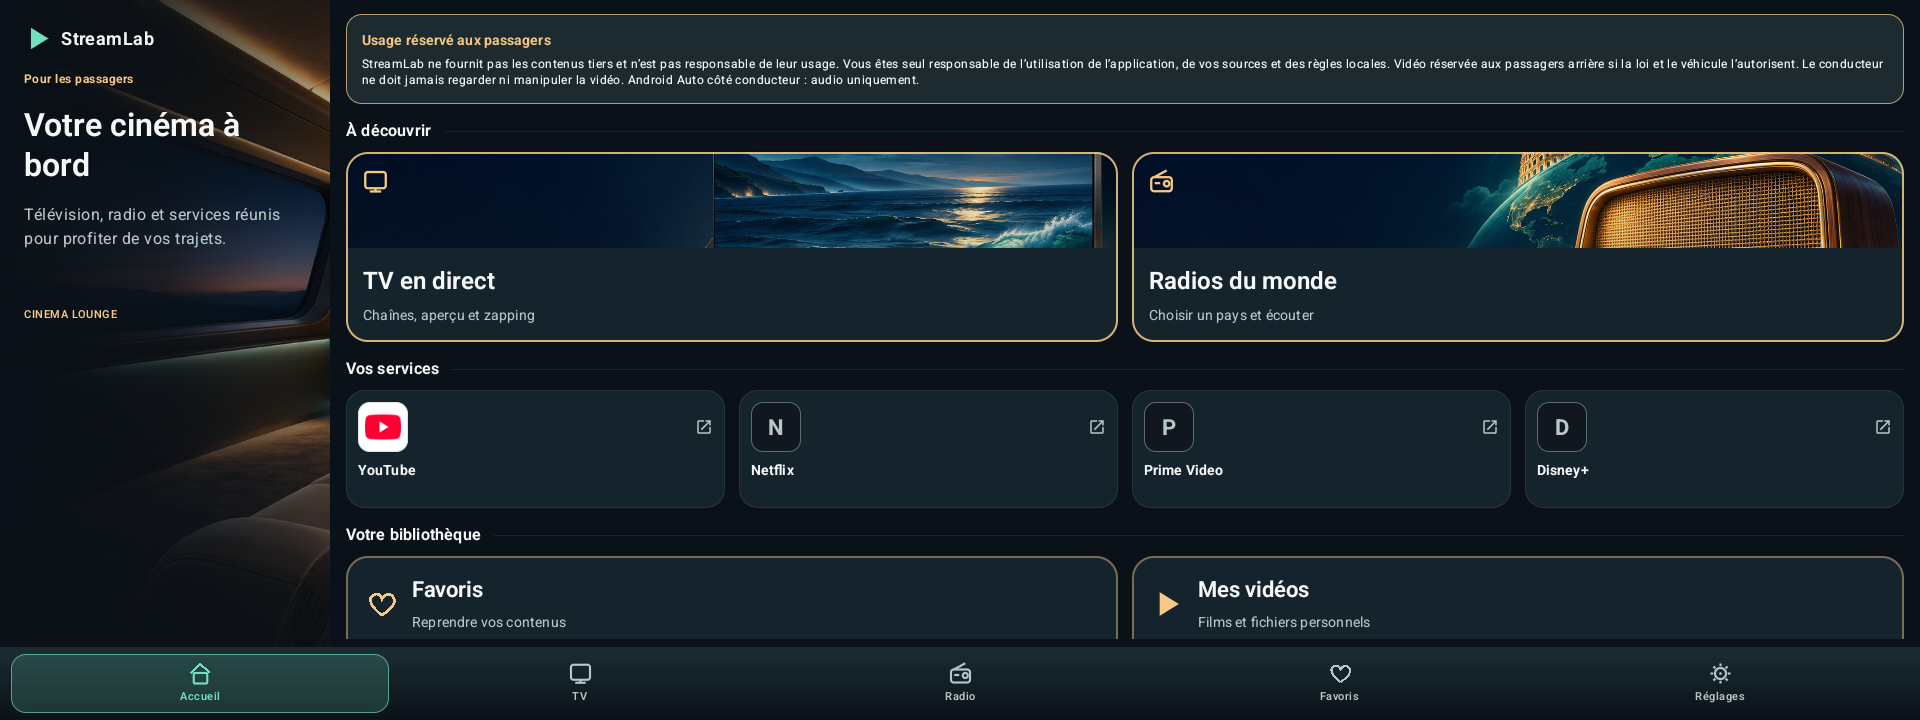 StreamLab
Pour les passagers
Votre cinéma à
bord
Télévision, radio et services réunis
pour profiter de vos trajets.
CINEMA LOUNGE
Usage réservé aux passagers
StreamLab ne fournit pas les contenus tiers et n’est pas responsable de leur usage. Vous êtes seul responsable de l’utilisation de l’application, de vos sources et des règles locales. Vidéo réservée aux passagers arrière si la loi et le véhicule l’autorisent. Le conducteur
ne doit jamais regarder ni manipuler la vidéo. Android Auto côté conducteur : audio uniquement.
À découvrir
TV en direct
Chaînes, aperçu et zapping
Radios du monde
Choisir un pays et écouter
Vos services
YouTube
N
Netflix
P
Prime Video
D
Disney+
Votre bibliothèque
Favoris
Reprendre vos contenus
Mes vidéos
Films et fichiers personnels
Accueil
TV
Radio
Favoris
Réglages